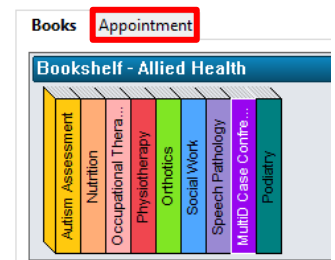 Books Appointment
Bookshelf - Allied Health
Autism Assessment
Nutrition
Occupational Thera...
Physiotherapy
Orthotics
Social Work
Speech Pathology
MultiD Case Confre...
Podiatry